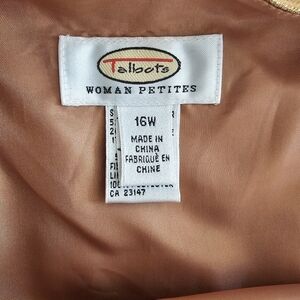 Talbots
WOMAN PETITES
16W
MADE IN
CHINA
FABRIQUÉ EN
CHINE
CA 23147